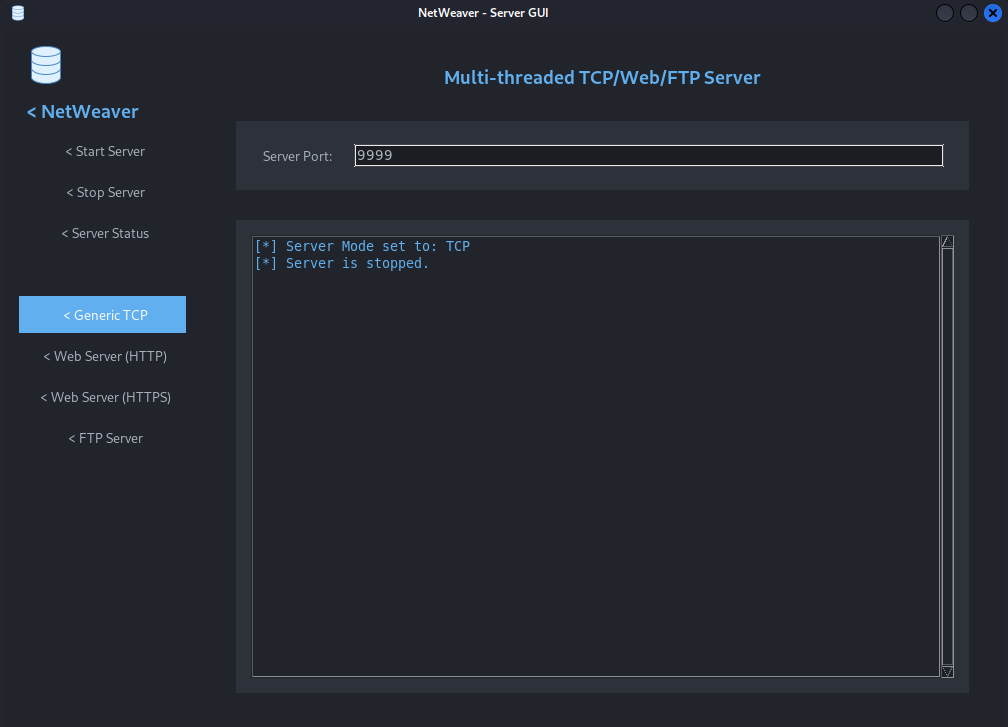 NetWeaver - Server GUI
Multi-threaded TCP/Web/FTP Server
< NetWeaver
< Start Server
< Stop Server
< Server Status
< Generic TCP
< Web Server (HTTP)
< Web Server (HTTPS)
< FTP Server
Server Port: 9999
[*] Server Mode set to: TCP
[*] Server is stopped.